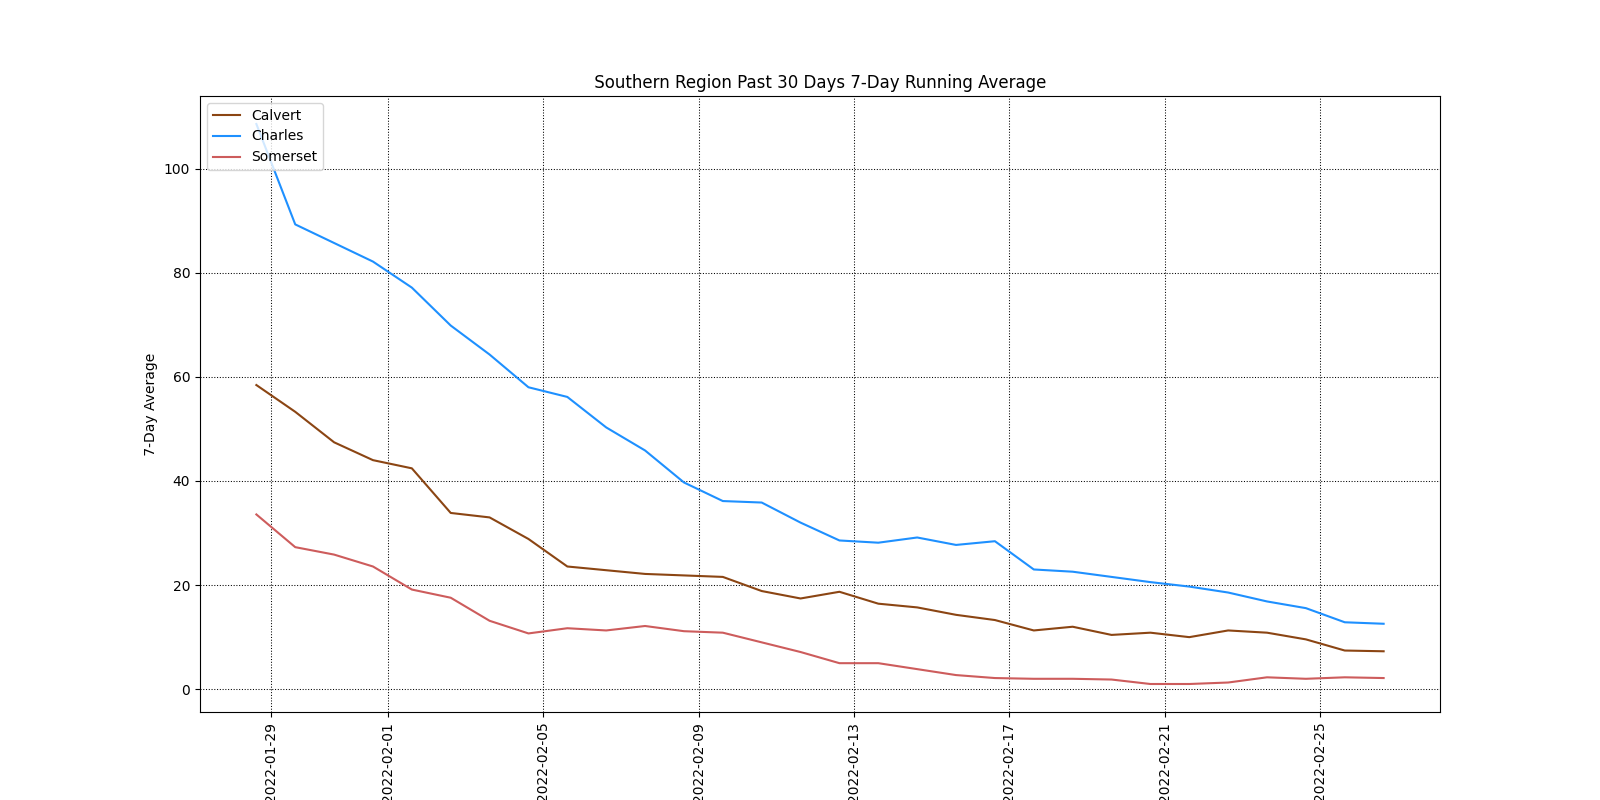 Southern Region Past 30 Days 7-Day Running Average
Calvert
Charles
Somerset
7-Day Average
100
80
60
40
20
0
2022-01-29
2022-02-01
2022-02-05
2022-02-09
2022-02-13
2022-02-17
2022-02-21
2022-02-25